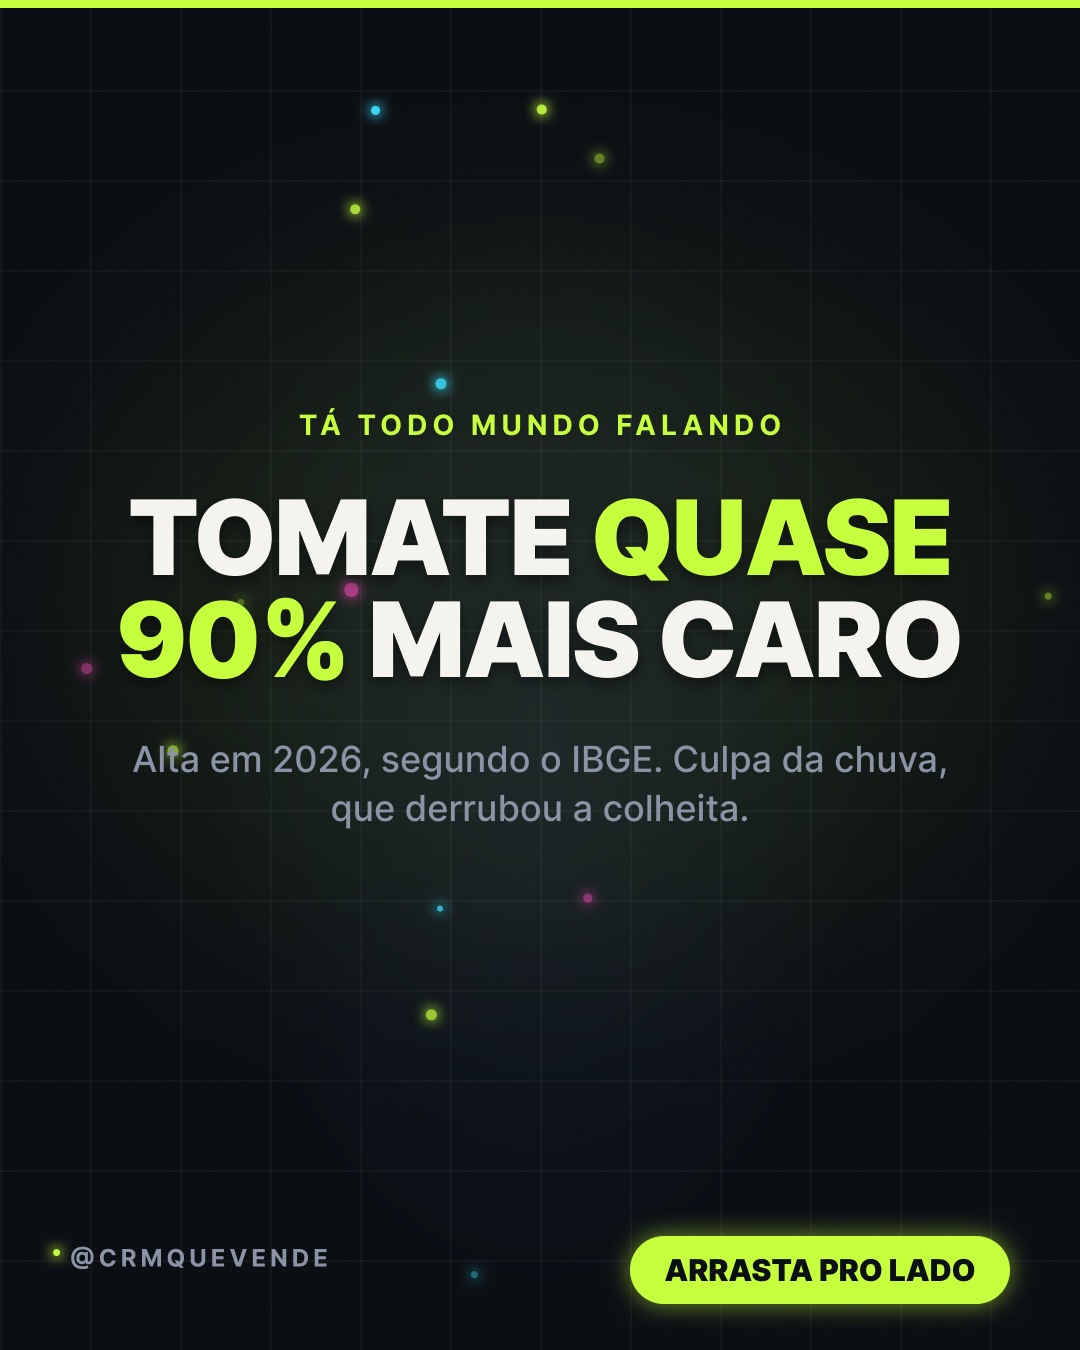 TÁ TODO MUNDO FALANDO
TOMATE QUASE
90% MAIS CARO
Alta em 2026, segundo o IBGE. Culpa da chuva,
que derrubou a colheita.
@CRMQUEVENDE
ARRASTA PRO LADO